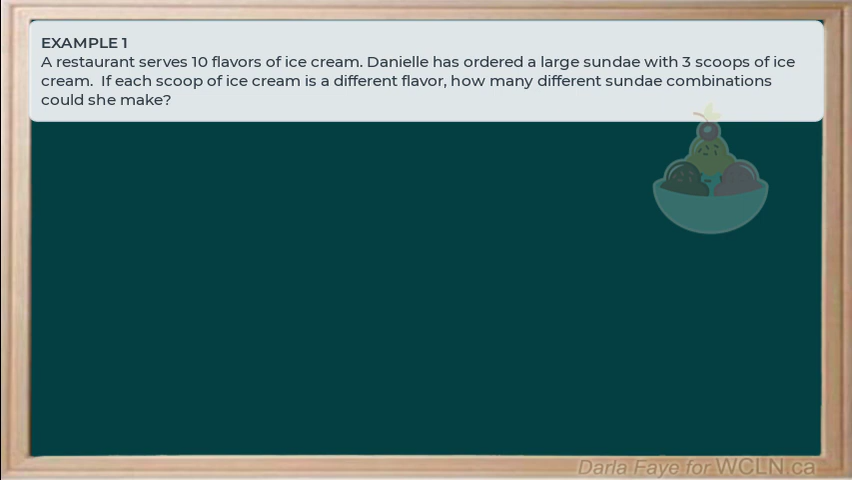 EXAMPLE 1
A restaurant serves 10 flavors of ice cream. Danielle has ordered a large sundae with 3 scoops of ice
cream.  If each scoop of ice cream is a different flavor, how many different sundae combinations
could she make?
Darla Faye for WCLN.ca